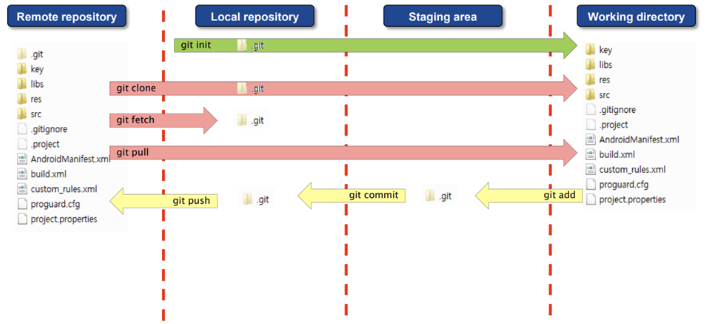 Remote repository
Local repository
Staging area
Working directory
.git
key
libs
res
src
.gitignore
.project
AndroidManifest.xml
build.xml
custom_rules.xml
proguard.cfg
project.properties
git init
.git
git clone
.git
git fetch
.git
git pull
git push
.git
git commit
.git
git add
key
libs
res
src
.gitignore
.project
AndroidManifest.xml
build.xml
custom_rules.xml
proguard.cfg
project.properties